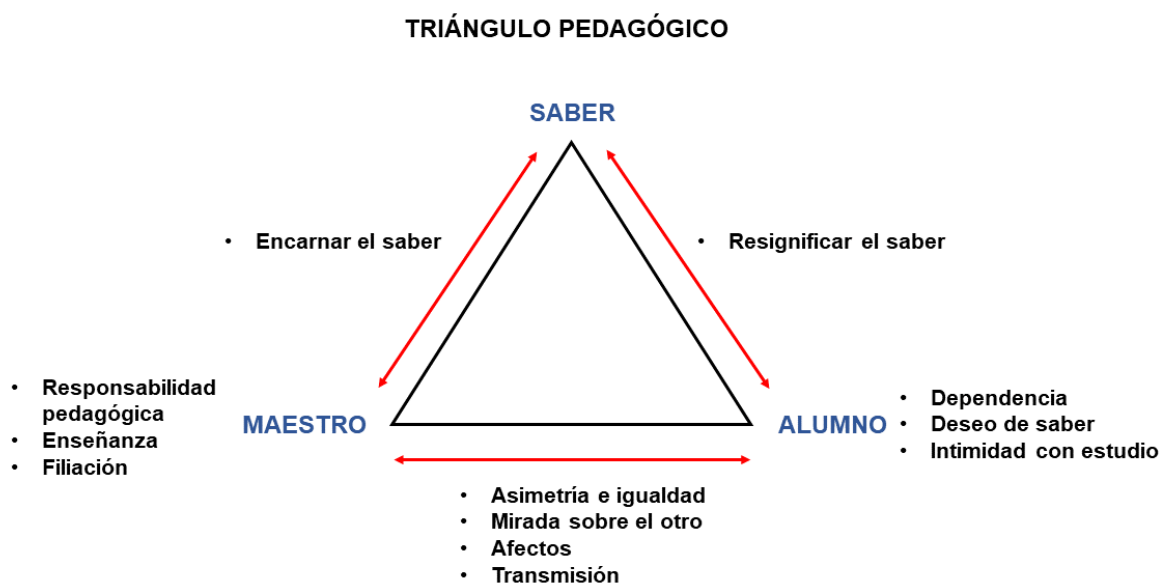 TRIÁNGULO PEDAGÓGICO
SABER
• Encarnar el saber
• Resignificar el saber
• Responsabilidad
pedagógica
• Enseñanza
• Filiación
MAESTRO
ALUMNO
• Dependencia
• Deseo de saber
• Intimidad con estudio
• Asimetría e igualdad
• Mirada sobre el otro
• Afectos
• Transmisión